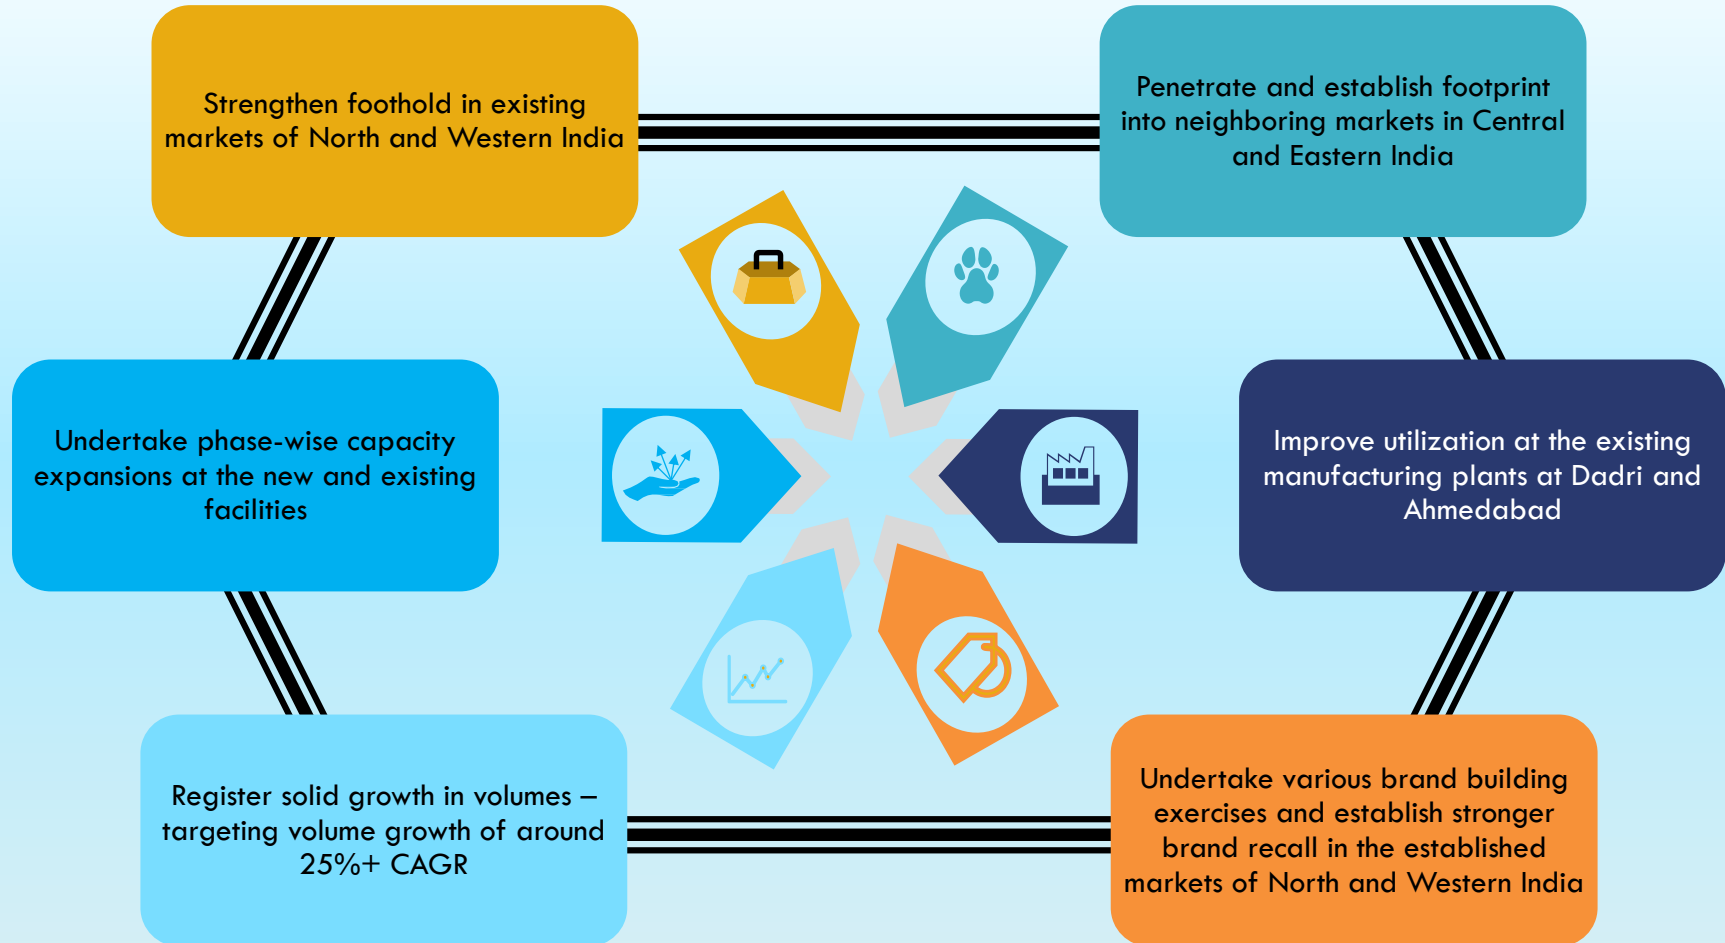 Strengthen foothold in existing
markets of North and Western India
Penetrate and establish footprint
into neighboring markets in Central
and Eastern India
Undertake phase-wise capacity
expansions at the new and existing
facilities
Improve utilization at the existing
manufacturing plants at Dadri and
Ahmedabad
Register solid growth in volumes –
targeting volume growth of around
25%+ CAGR
Undertake various brand building
exercises and establish stronger
brand recall in the established
markets of North and Western India